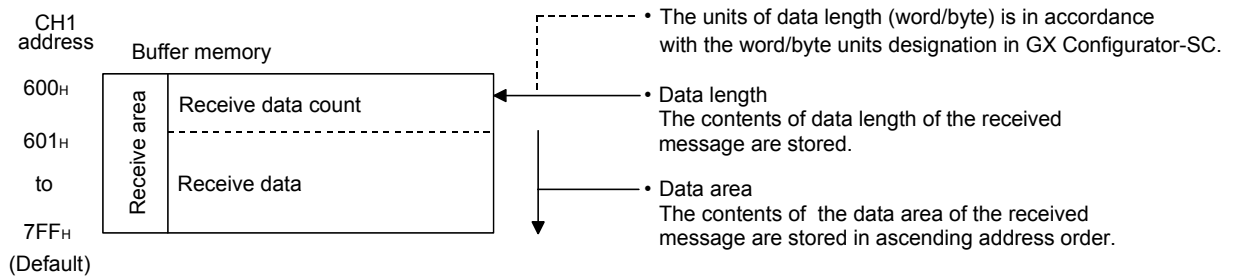 CH1
address
Buffer memory
600H
601H
to
7FFH
(Default)
Receive area
Receive data count
Receive data
• The units of data length (word/byte) is in accordance
with the word/byte units designation in GX Configurator-SC.
• Data length
The contents of data length of the received
message are stored.
• Data area
The contents of the data area of the received
message are stored in ascending address order.